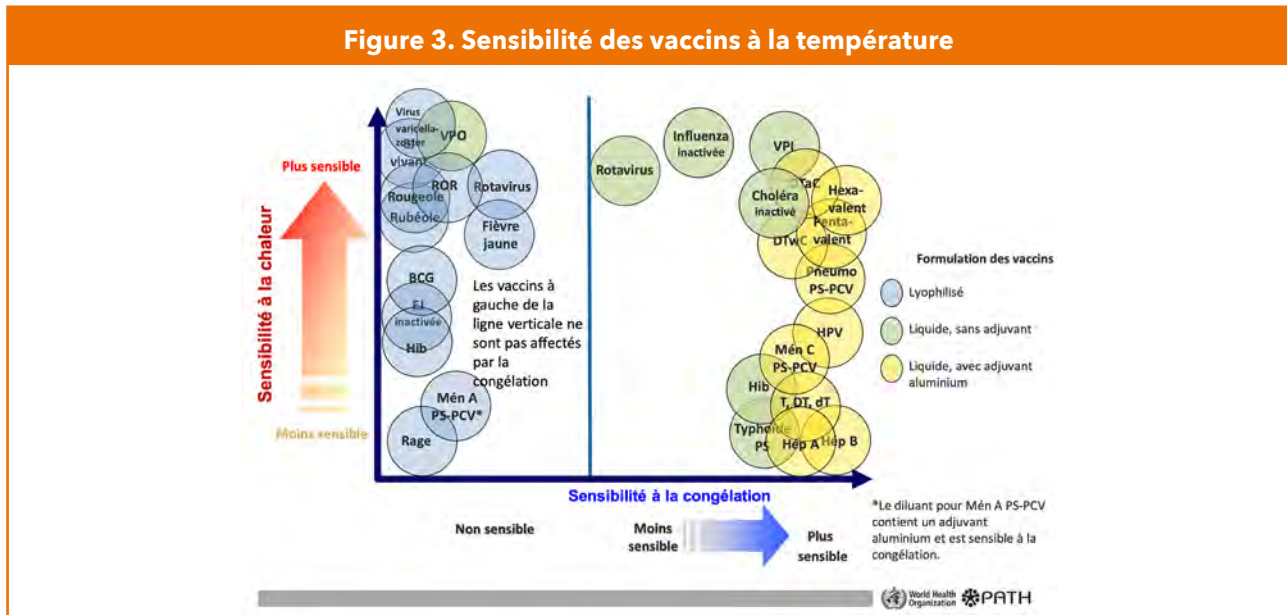 Figure 3. Sensibilité des vaccins à la température
Sensibilité à la chaleur
Plus sensible
Moins sensible
Virus
varicella-
zoster
vivant
VPO
ROR
Rougeole
Rubéole
Rotavirus
Fièvre
jaune
BCG
EJ
inactivée
Hib
Mén A
PS-PCV*
Rage
Les vaccins à
gauche de la
ligne verticale ne
sont pas affectés
par la
congélation
Rotavirus
Influenza
inactivée
VPI
DTaC
Choléra
inactivé
Hexa-
valent
Penta-
valent
DTwC
Pneumo
PS-PCV
HPV
Mén C
PS-PCV
Hib
T, DT, dT
Typhoïde
PS
Hép A
Hép B
Formulation des vaccins
Lyophilisé
Liquide, sans adjuvant
Liquide, avec adjuvant
aluminium
Sensibilité à la congélation
Non sensible
Moins
sensible
Plus
sensible
*Le diluant pour Mén A PS-PCV
contient un adjuvant
aluminium et est sensible à la
congélation.
World Health
Organization
PATH